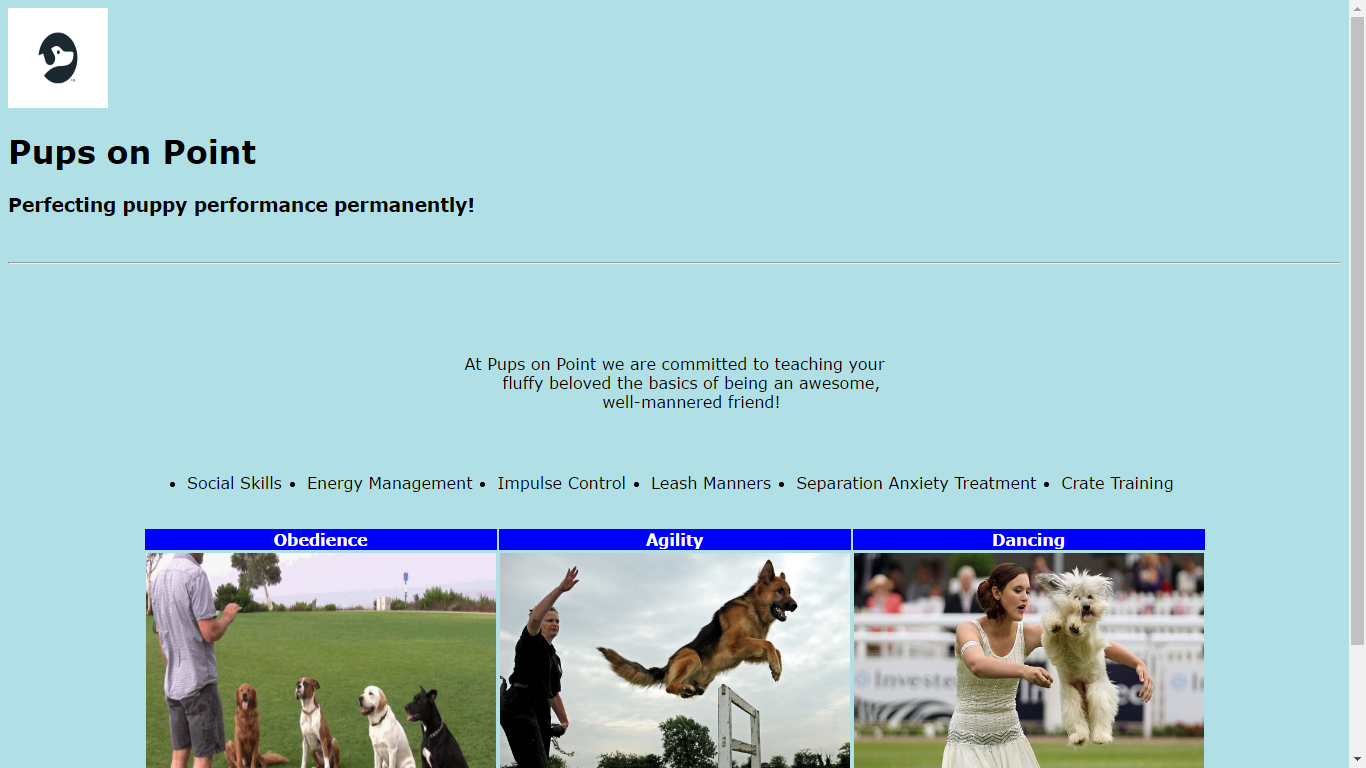 Pups on Point
Perfecting puppy performance permanently!
At Pups on Point we are committed to teaching your
fluffy beloved the basics of being an awesome,
well-mannered friend!
• Social Skills • Energy Management • Impulse Control • Leash Manners • Separation Anxiety Treatment • Crate Training
Obedience Agility Dancing
Investec